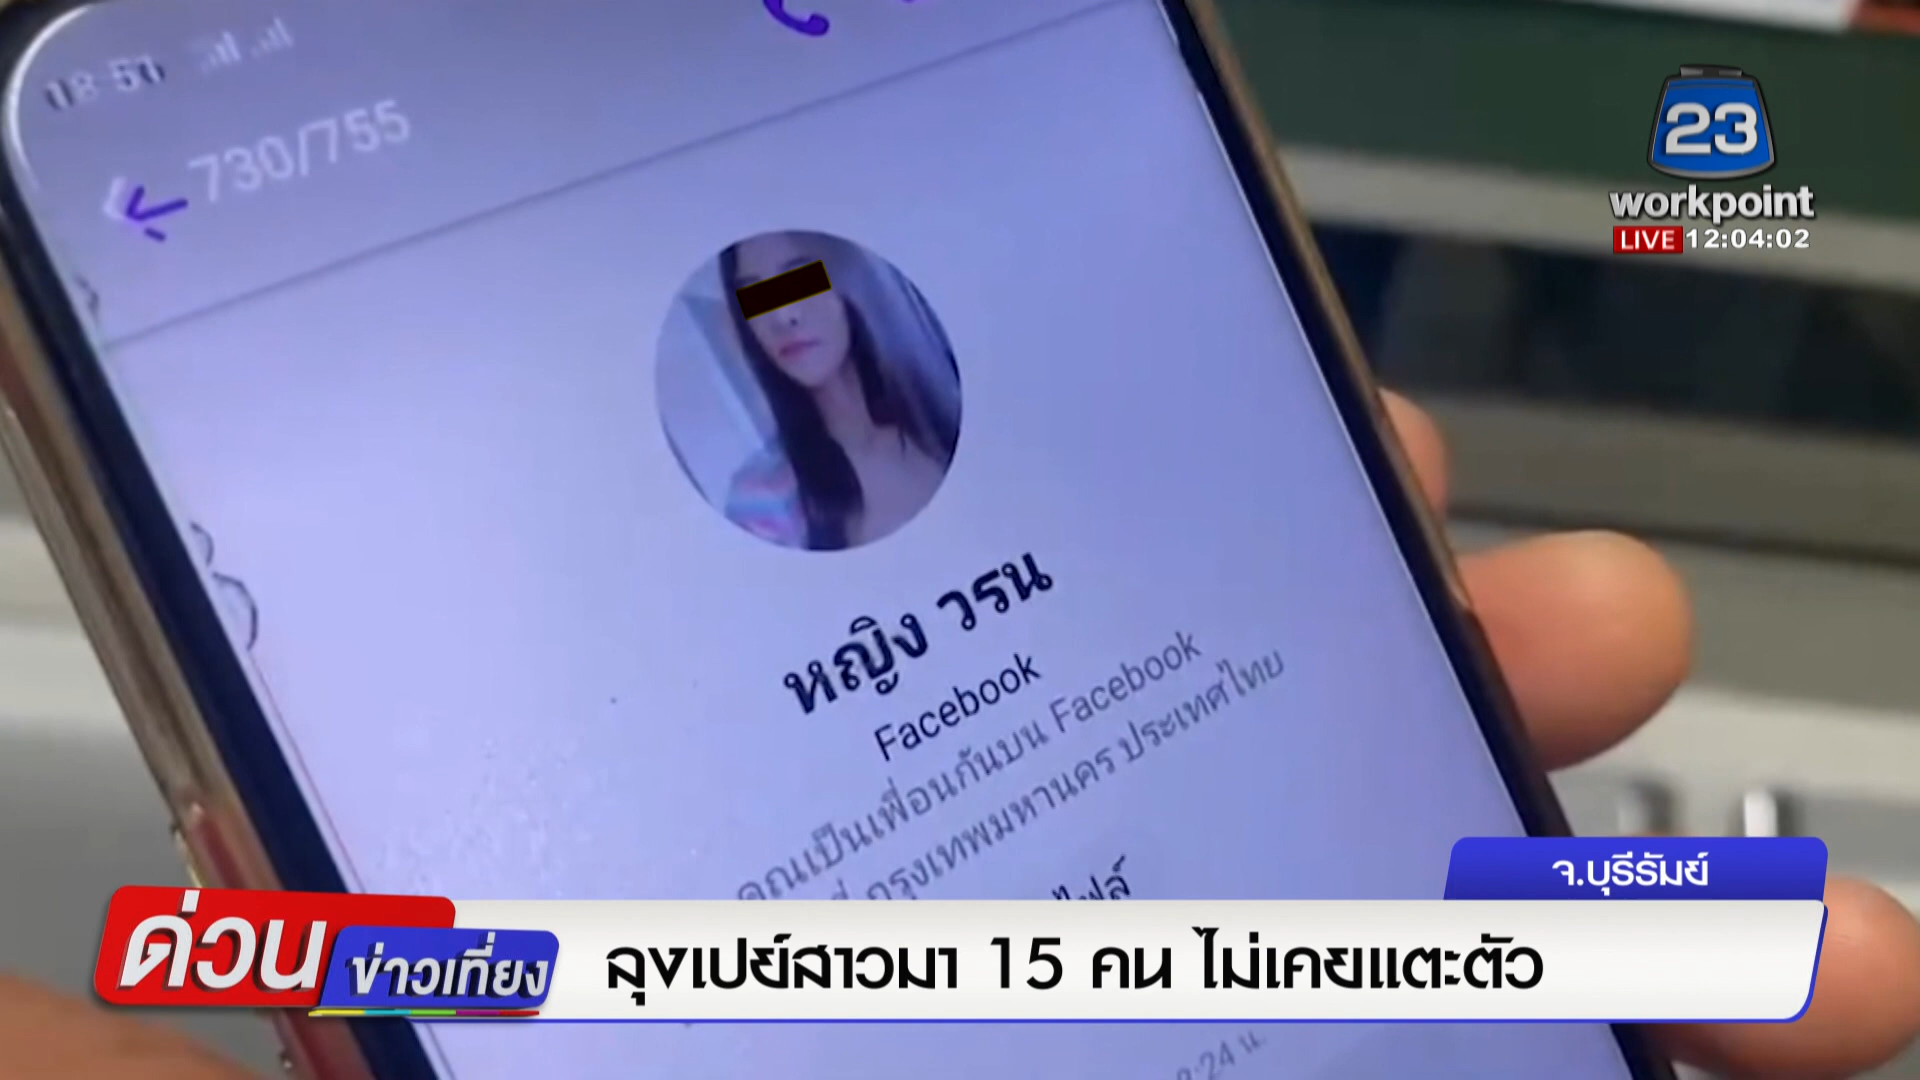 18:51
730/755
23
workpoint
LIVE 12:04:02
หญิง วรน
Facebook
คุณเป็นเพื่อนกันบน Facebook
กรุงเทพมหานคร ประเทศไทย
จ.บุรีรัมย์
ด่วน
ข่าวเที่ยง
ลุงเปย์สาวมา 15 คน ไม่เคยแตะตัว